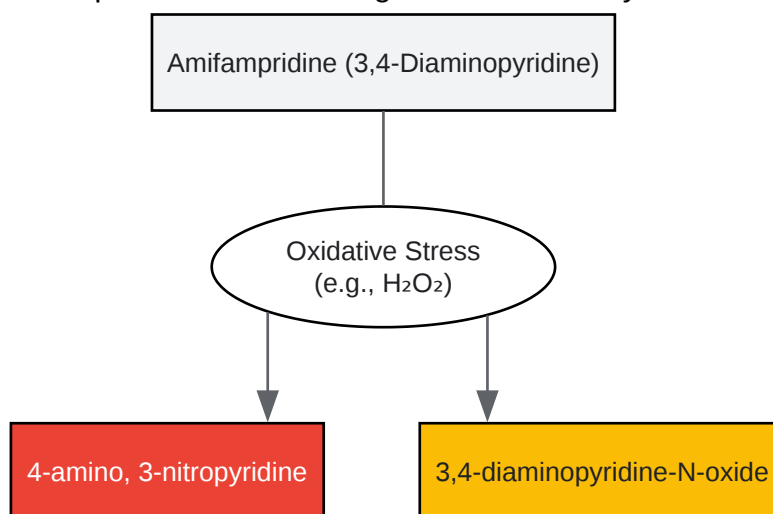 Amifampridine (3,4-Diaminopyridine)
Oxidative Stress
(e.g., H₂O₂)
4-amino, 3-nitropyridine
3,4-diaminopyridine-N-oxide